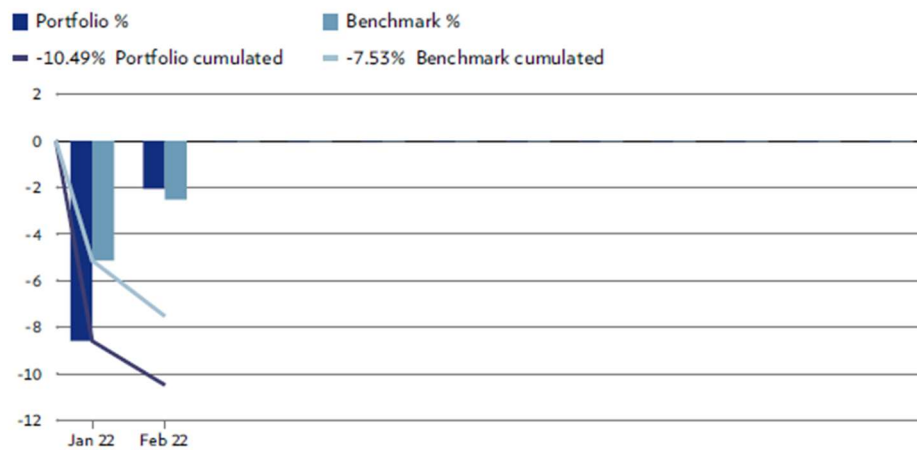 Portfolio % Benchmark %
-10.49% Portfolio cumulated -7.53% Benchmark cumulated
2
0
-2
-4
-6
-8
-10
-12
Jan 22 Feb 22